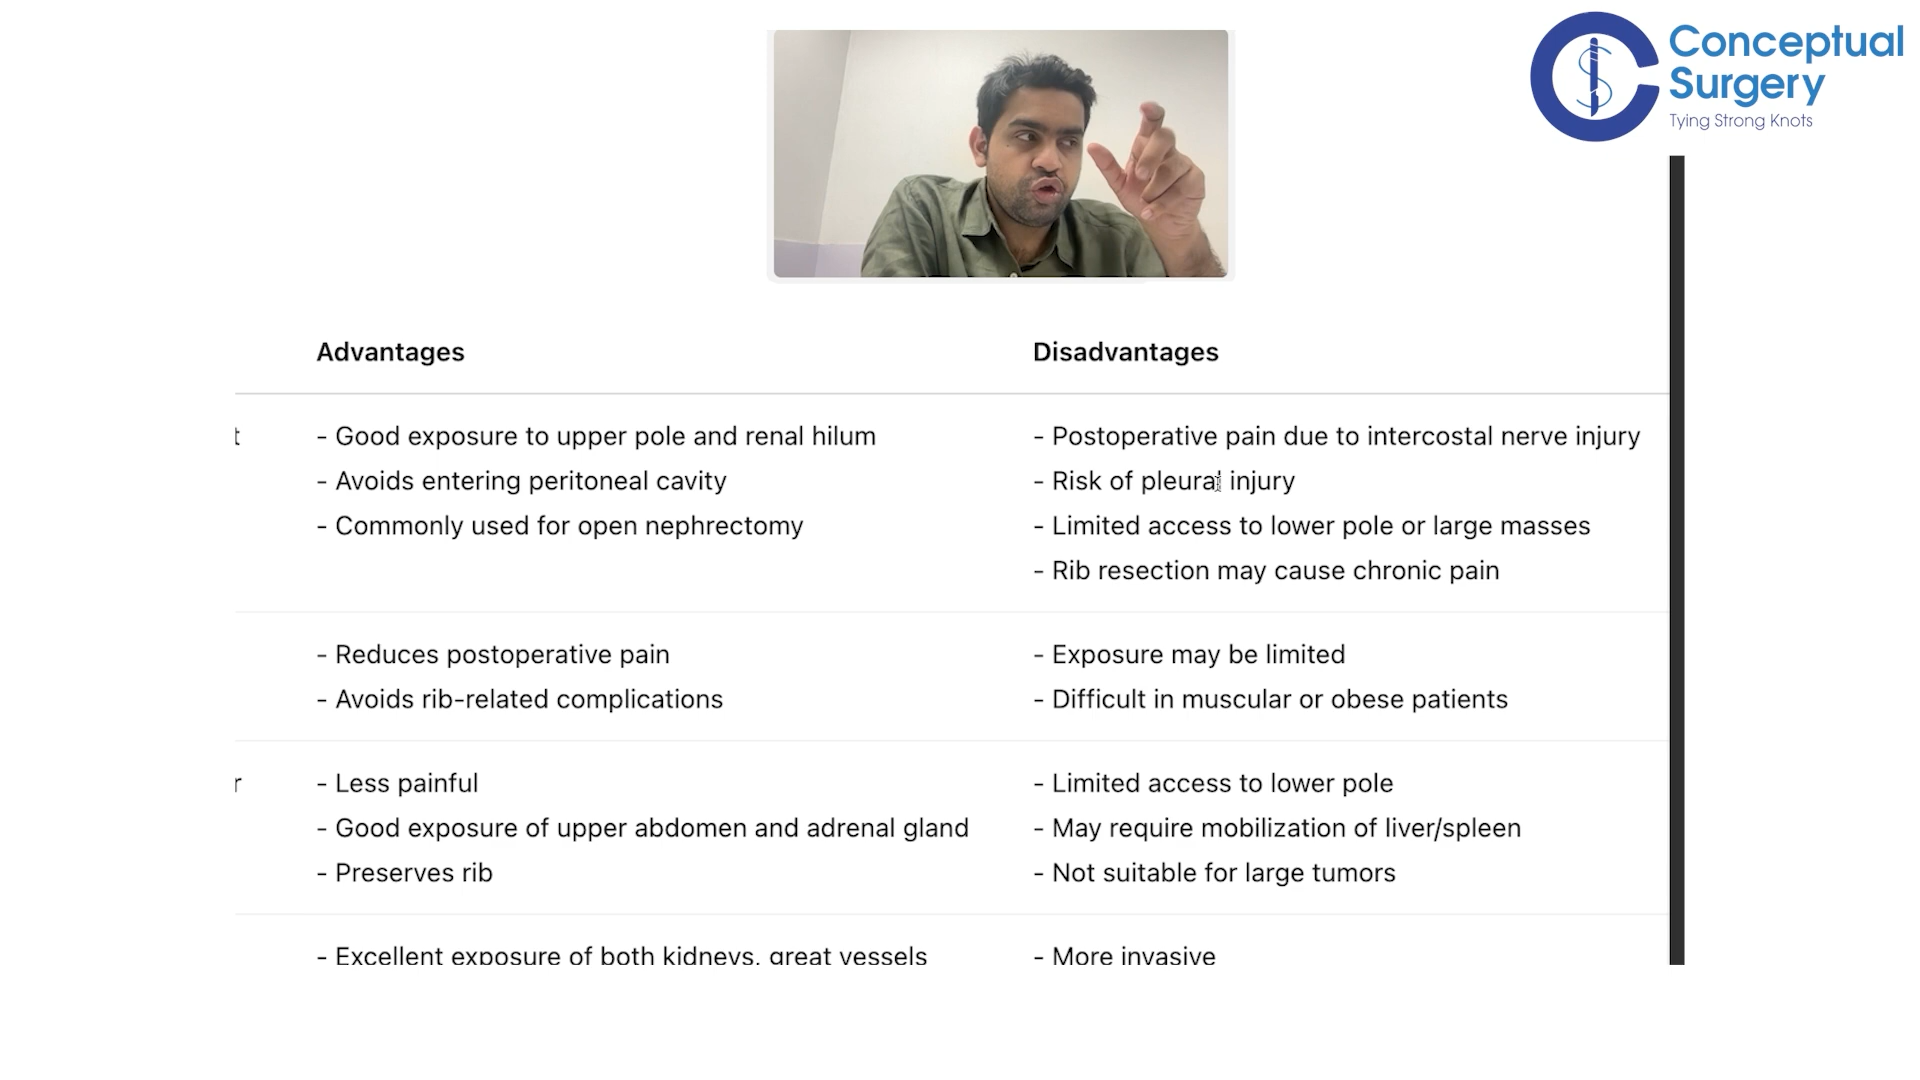 Conceptual
Surgery
Tying Strong Knots
Advantages
Disadvantages
t
- Good exposure to upper pole and renal hilum
- Avoids entering peritoneal cavity
- Commonly used for open nephrectomy
- Postoperative pain due to intercostal nerve injury
- Risk of pleural injury
- Limited access to lower pole or large masses
- Rib resection may cause chronic pain
- Reduces postoperative pain
- Avoids rib-related complications
- Exposure may be limited
- Difficult in muscular or obese patients
r
- Less painful
- Good exposure of upper abdomen and adrenal gland
- Preserves rib
- Limited access to lower pole
- May require mobilization of liver/spleen
- Not suitable for large tumors
- Excellent exposure of both kidneys, great vessels
- More invasive